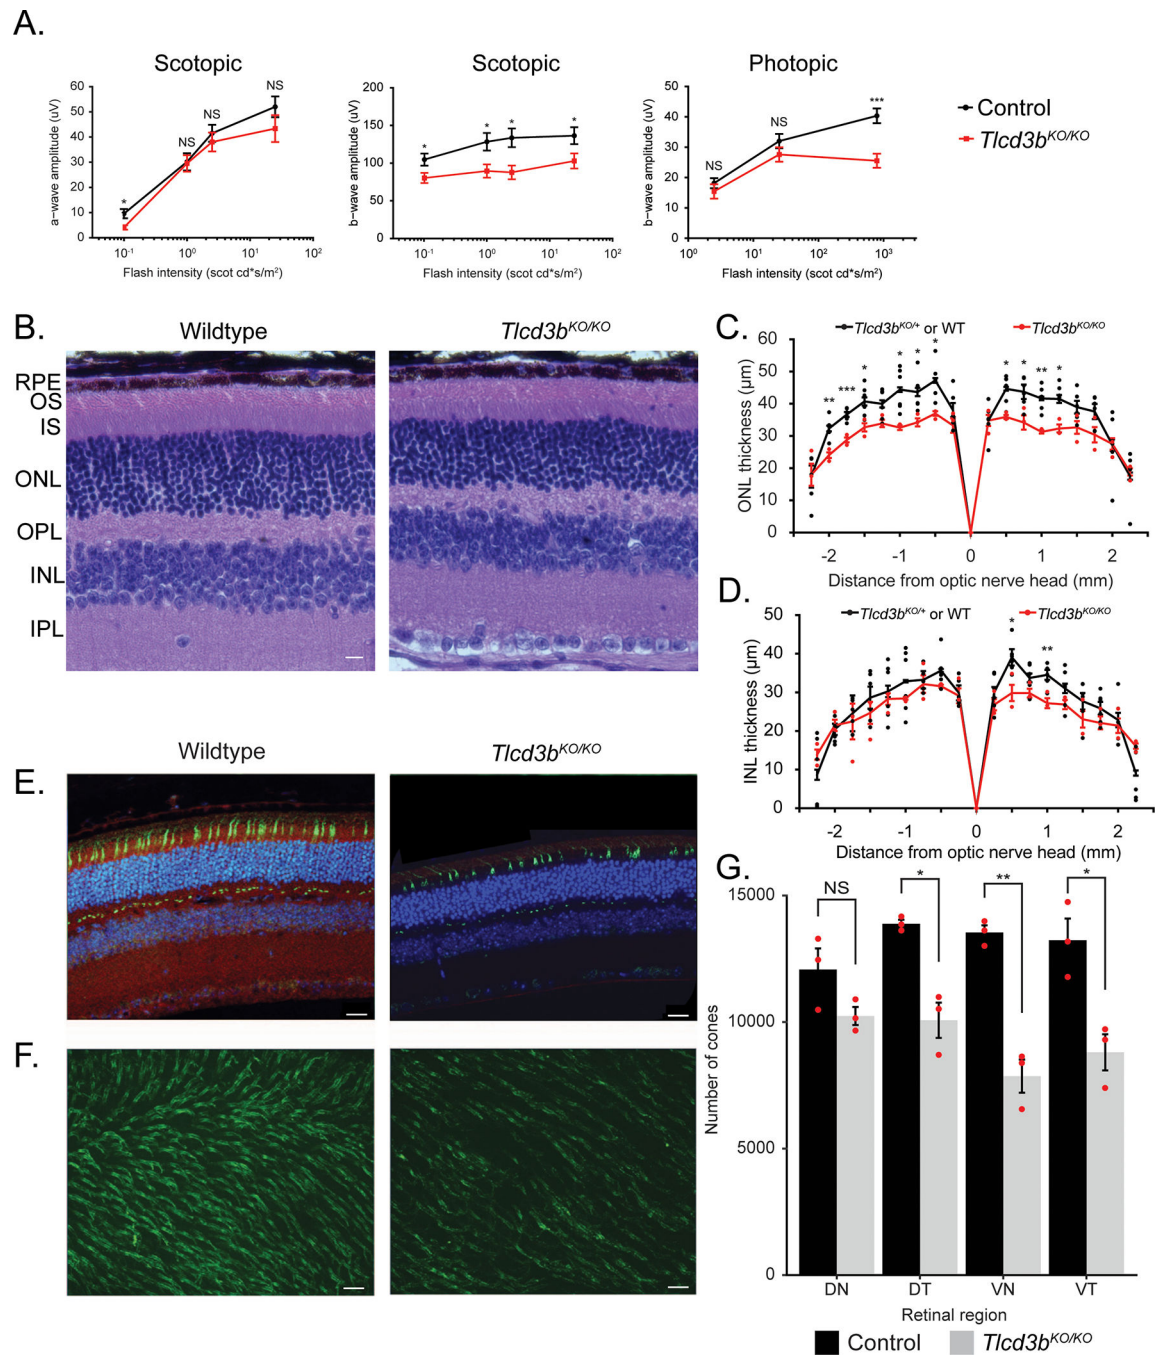 A.
Scotopic
a−wave amplitude (uV)
60
50
40
30
20
10
0
*
NS
NS
NS
10⁻¹
10⁰
10¹
10²
Flash intensity (scot cd*s/m²)
Scotopic
b−wave amplitude (uV)
200
150
100
50
0
*
*
*
*
10⁻¹
10⁰
10¹
10²
Flash intensity (scot cd*s/m²)
Photopic
b−wave amplitude (uV)
50
40
30
20
10
0
NS
NS
***
10⁰
10¹
10²
10³
Flash intensity (scot cd*s/m²)
Control
Tlcd3bᴷᴼ/ᴷᴼ
B.
Wildtype
Tlcd3bᴷᴼ/ᴷᴼ
RPE
OS
IS
ONL
OPL
INL
IPL
C.
Tlcd3bᴷᴼ/⁺ or WT
Tlcd3bᴷᴼ/ᴷᴼ
ONL thickness (µm)
60
50
40
30
20
10
0
**
***
*
*
*
*
*
*
**
*
-2
-1
0
1
2
Distance from optic nerve head (mm)
D.
Tlcd3bᴷᴼ/⁺ or WT
Tlcd3bᴷᴼ/ᴷᴼ
INL thickness (µm)
50
40
30
20
10
0
*
**
-2
-1
0
1
2
Distance from optic nerve head (mm)
Wildtype
Tlcd3bᴷᴼ/ᴷᴼ
E.
F.
G.
Number of cones
15000
10000
5000
0
NS
*
**
*
DN
DT
VN
VT
Retinal region
Control
Tlcd3bᴷᴼ/ᴷᴼ